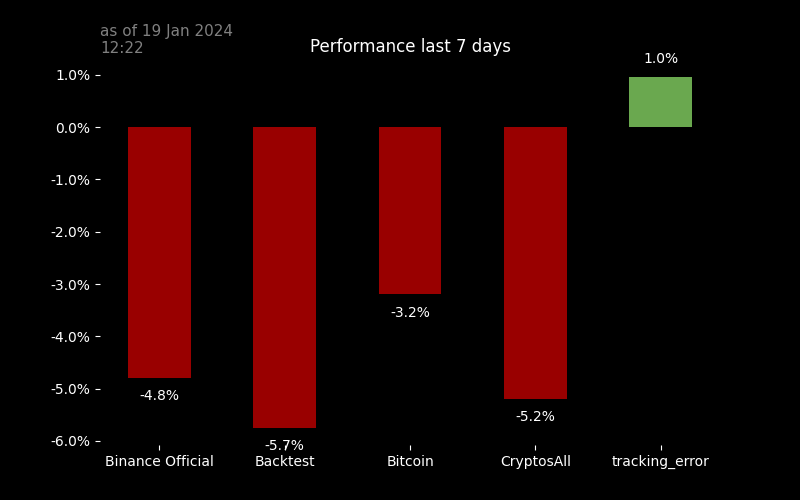 as of 19 Jan 2024
12:22
Performance last 7 days
1.0%
0.0%
-1.0%
-2.0%
-3.0%
-4.0%
-5.0%
-6.0%
-4.8%
-5.7%
-3.2%
-5.2%
1.0%
Binance Official
Backtest
Bitcoin
CryptosAll
tracking_error